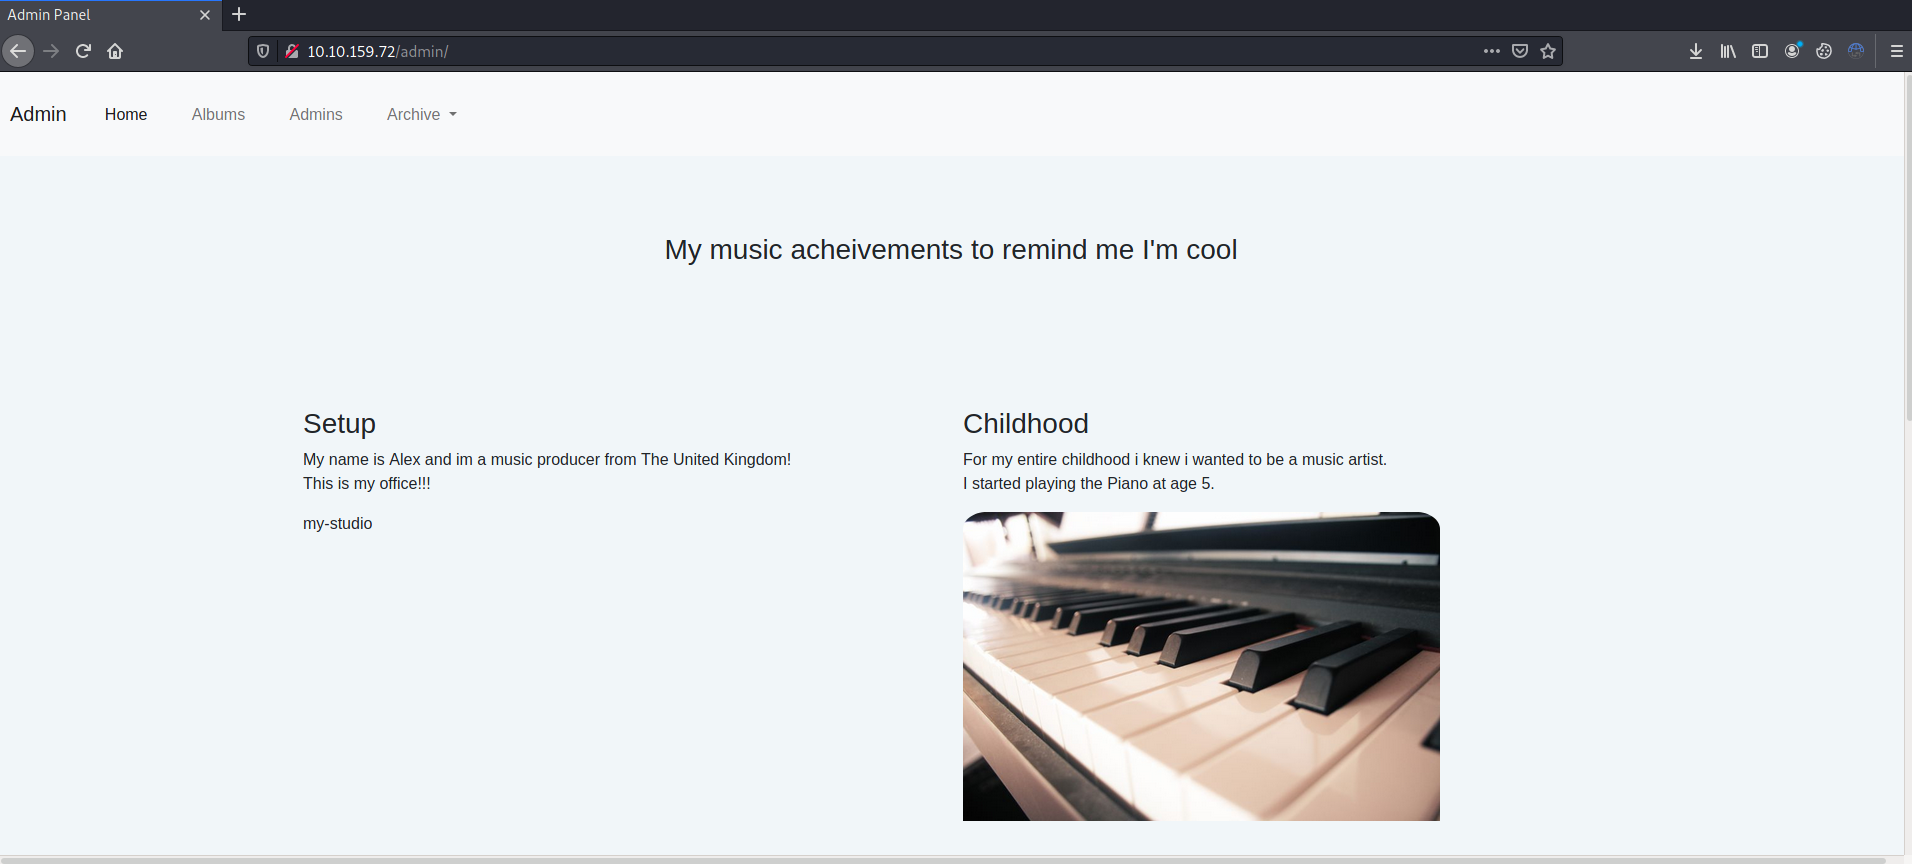 Admin Panel
10.10.159.72/admin/
Admin Home Albums Admins Archive
My music acheivements to remind me I'm cool
Setup
My name is Alex and im a music producer from The United Kingdom!
This is my office!!!
my-studio
Childhood
For my entire childhood i knew i wanted to be a music artist.
I started playing the Piano at age 5.